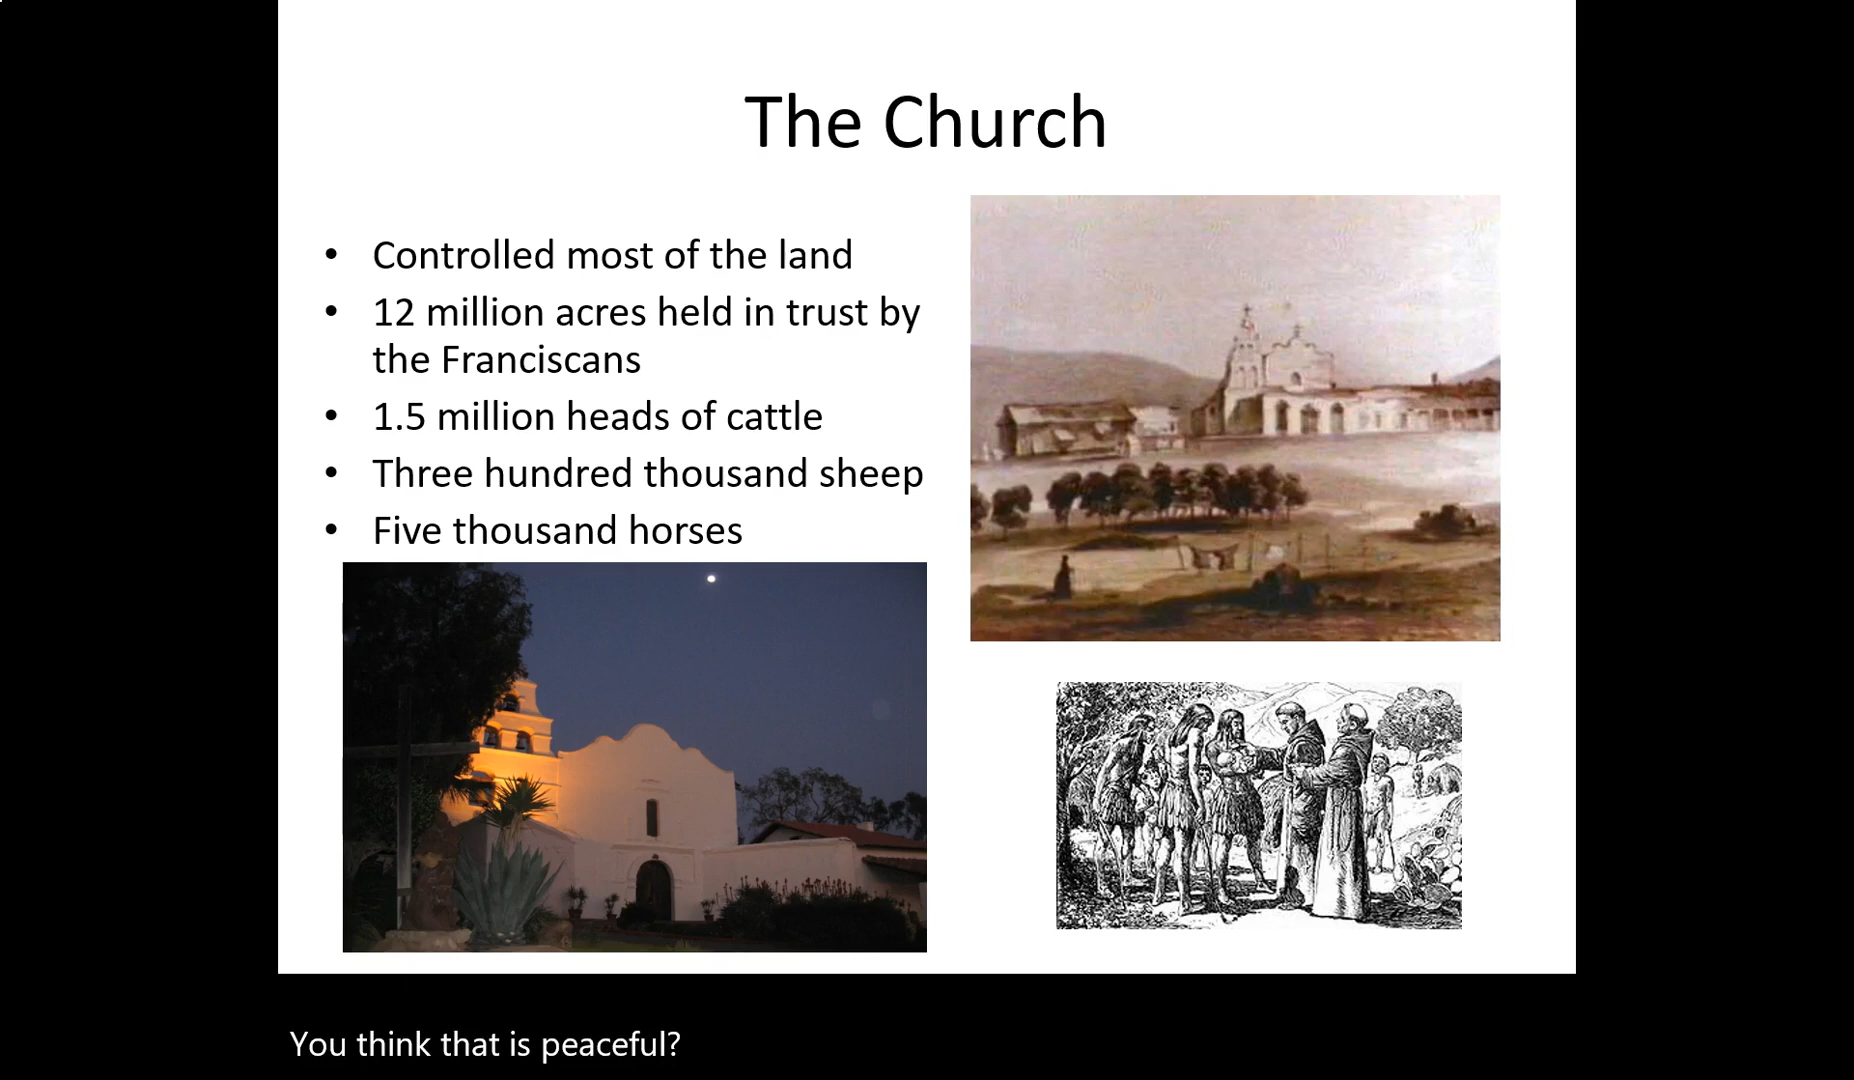 The Church
• Controlled most of the land
• 12 million acres held in trust by
the Franciscans
• 1.5 million heads of cattle
• Three hundred thousand sheep
• Five thousand horses
You think that is peaceful?